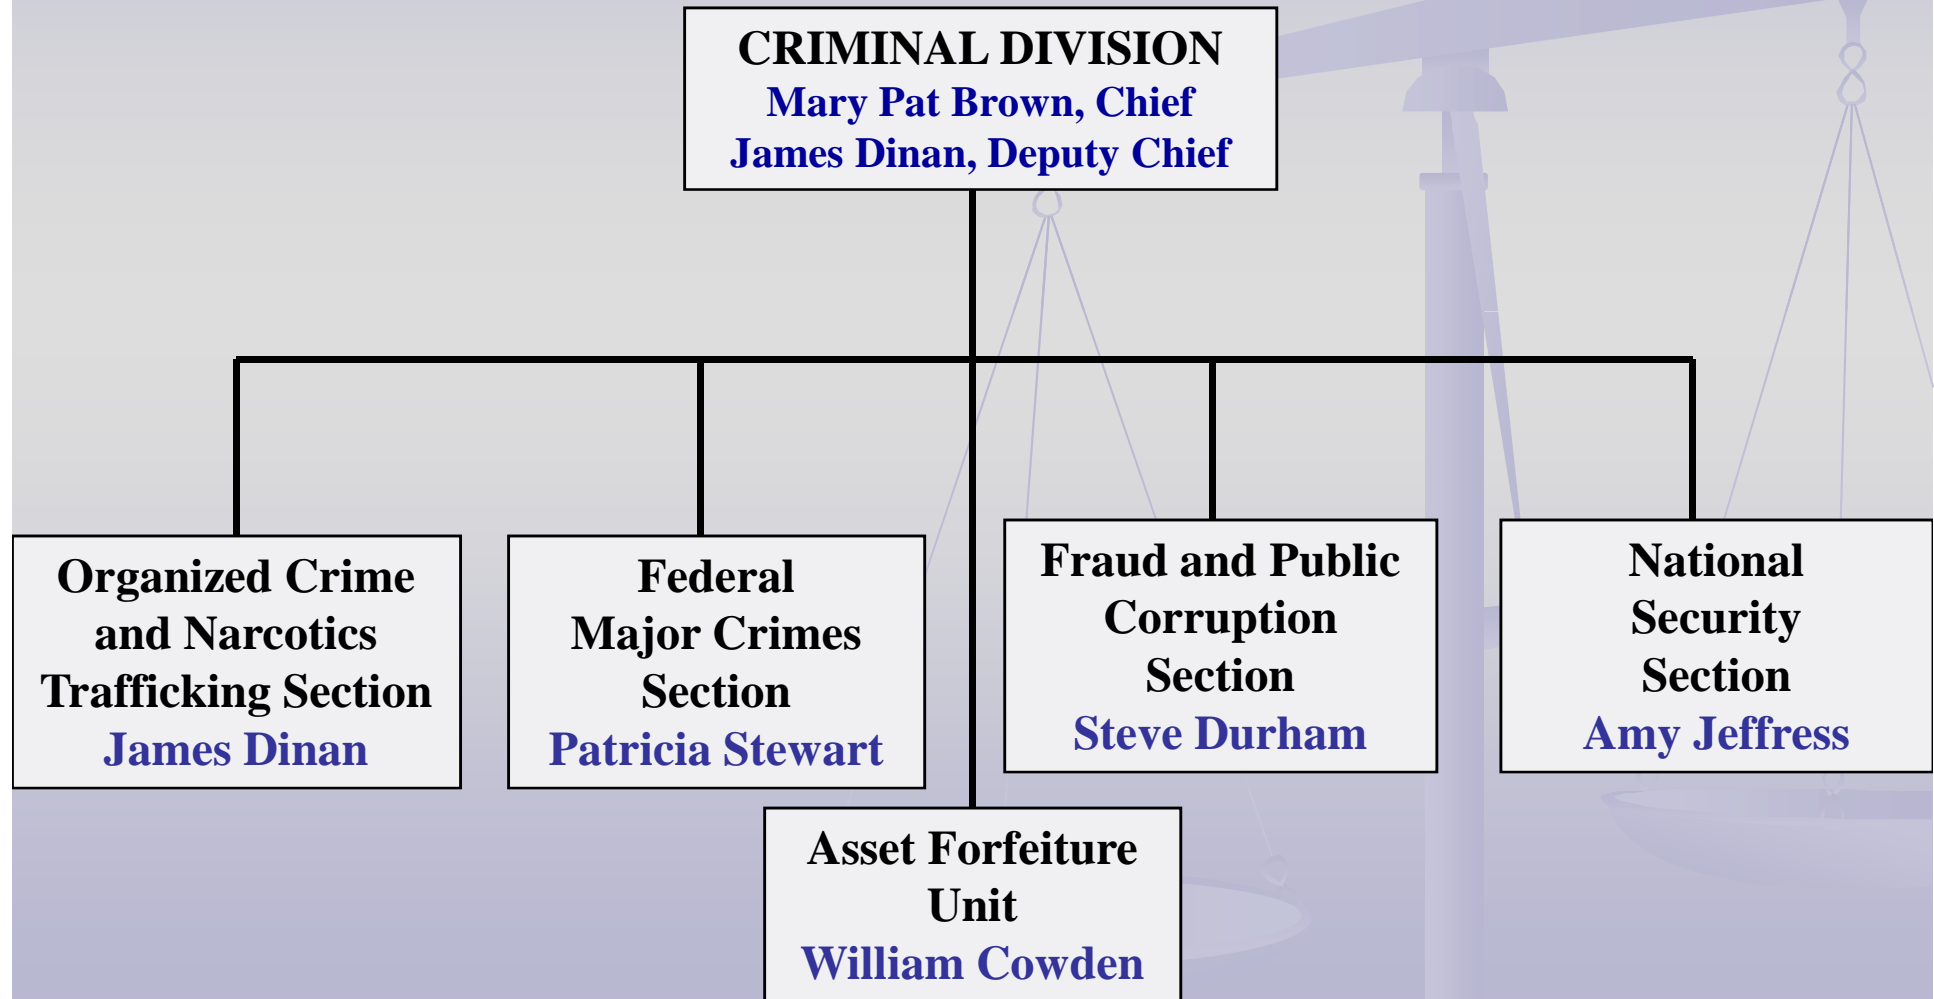 CRIMINAL DIVISION
Mary Pat Brown, Chief
James Dinan, Deputy Chief
Organized Crime
and Narcotics
Trafficking Section
James Dinan
Federal
Major Crimes
Section
Patricia Stewart
Fraud and Public
Corruption
Section
Steve Durham
National
Security
Section
Amy Jeffress
Asset Forfeiture
Unit
William Cowden